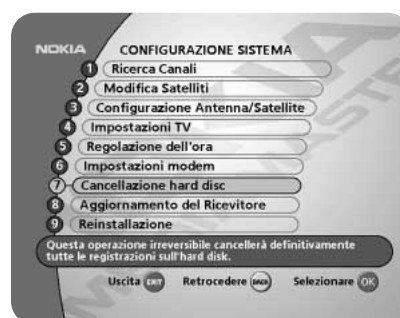 NOKIA
CONFIGURAZIONE SISTEMA
1 Ricerca Canali
2 Modifica Satelliti
3 Configurazione Antenna/Satellite
4 Impostazioni TV
5 Regolazione dell'ora
6 Impostazioni modem
7 Cancellazione hard disc
8 Aggiornamento del Ricevitore
9 Reinstallazione
Questa operazione irreversibile cancellerà definitivamente
tutte le registrazioni sull'hard disk.
Uscita EXIT Retrocedere BACK Selezionare OK